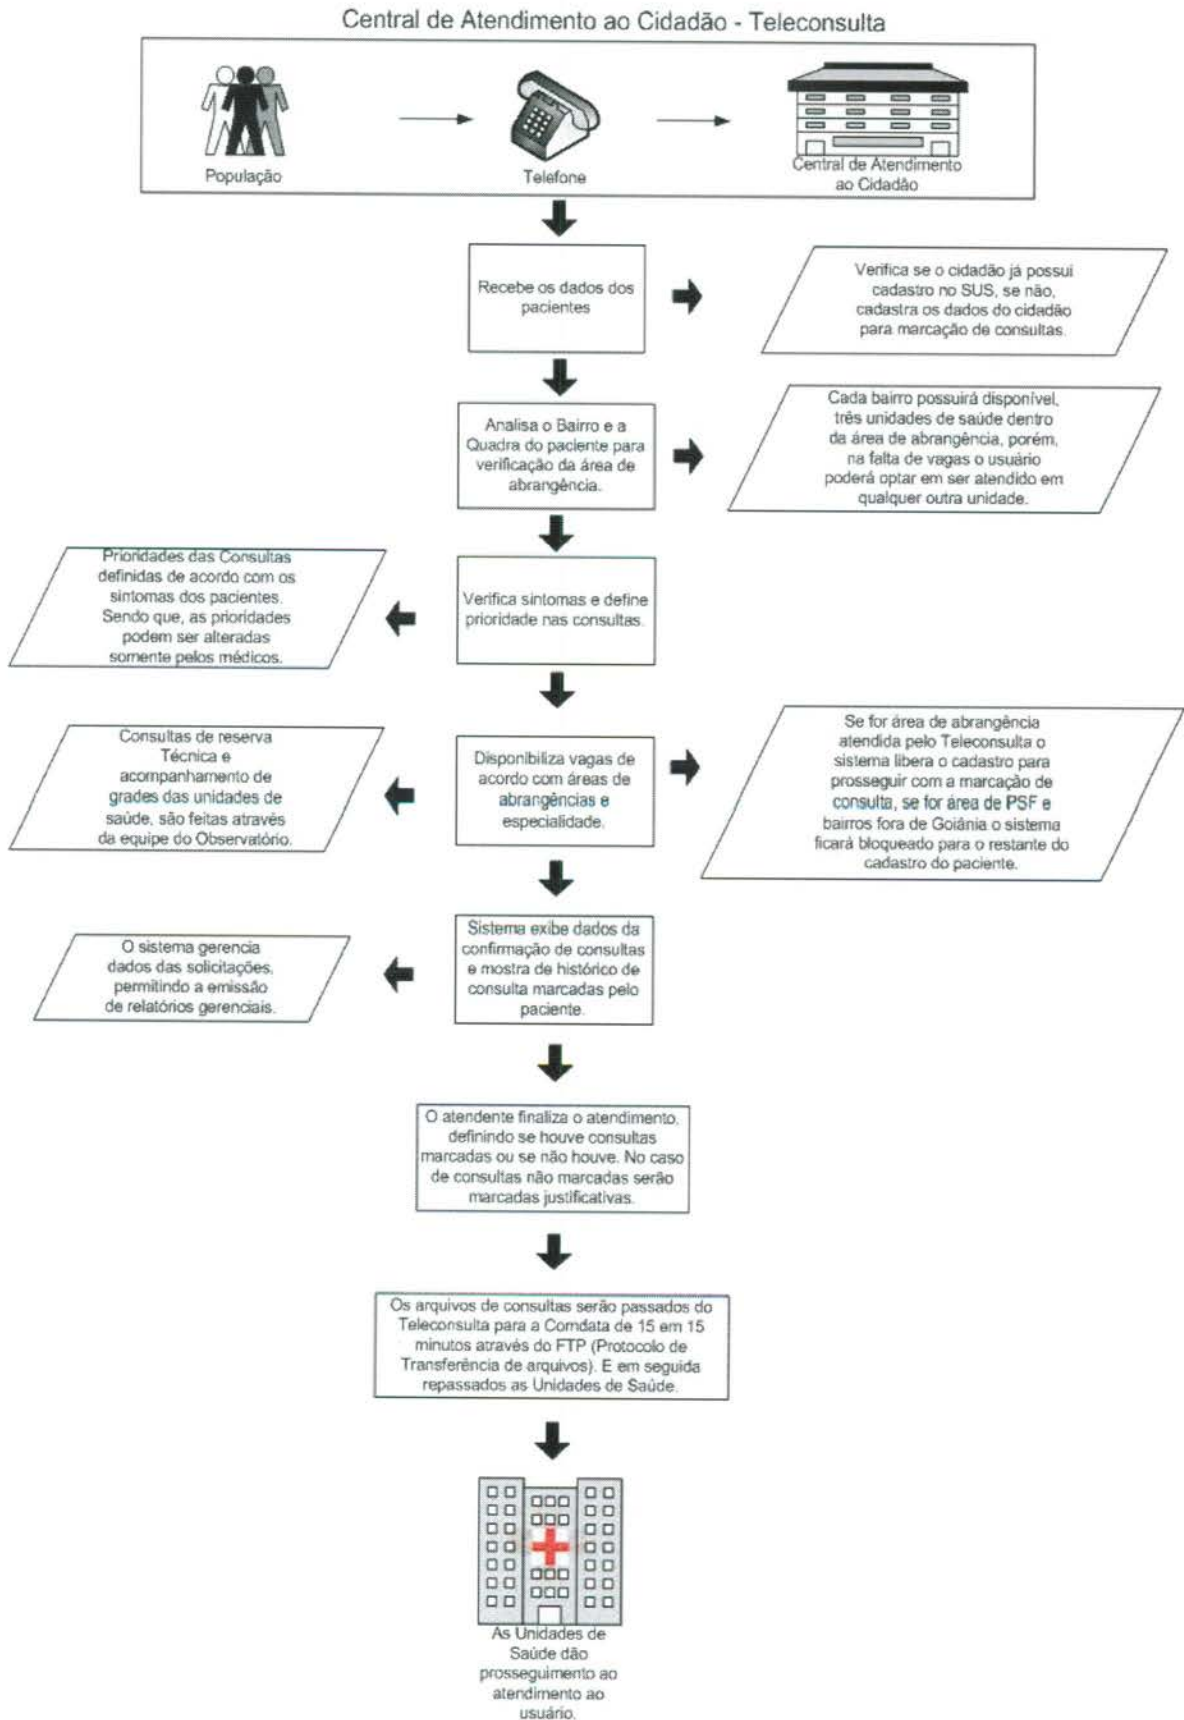 Central de Atendimento ao Cidadão - Teleconsulta
População
Telefone
Central de Atendimento
ao Cidadão
Recebe os dados dos
pacientes
Verifica se o cidadão já possui
cadastro no SUS, se não,
cadastra os dados do cidadão
para marcação de consultas.
Analisa o Bairro e a
Quadra do paciente para
verificação da área de
abrangência.
Cada bairro possuirá disponível,
três unidades de saúde dentro
da área de abrangência, porém,
na falta de vagas o usuário
poderá optar em ser atendido em
qualquer outra unidade.
Prioridades das Consultas
definidas de acordo com os
sintomas dos pacientes.
Sendo que, as prioridades
podem ser alteradas
somente pelos médicos.
Verifica sintomas e define
prioridade nas consultas.
Consultas de reserva
Técnica e
acompanhamento de
grades das unidades de
saúde, são feitas através
da equipe do Observatório.
Disponibiliza vagas de
acordo com áreas de
abrangências e
especialidade.
Se for área de abrangência
atendida pelo Teleconsulta o
sistema libera o cadastro para
prosseguir com a marcação de
consulta, se for área de PSF e
bairros fora de Goiânia o sistema
ficará bloqueado para o restante do
cadastro do paciente.
O sistema gerencia
dados das solicitações,
permitindo a emissão
de relatórios gerenciais.
Sistema exibe dados da
confirmação de consultas
e mostra de histórico de
consulta marcadas pelo
paciente.
O atendente finaliza o atendimento,
definindo se houve consultas
marcadas ou se não houve. No caso
de consultas não marcadas serão
marcadas justificativas.
Os arquivos de consultas serão passados do
Teleconsulta para a Comdata de 15 em 15
minutos através do FTP (Protocolo de
Transferência de arquivos). E em seguida
repassados as Unidades de Saúde.
As Unidades de
Saúde dão
prosseguimento ao
atendimento ao
usuário.